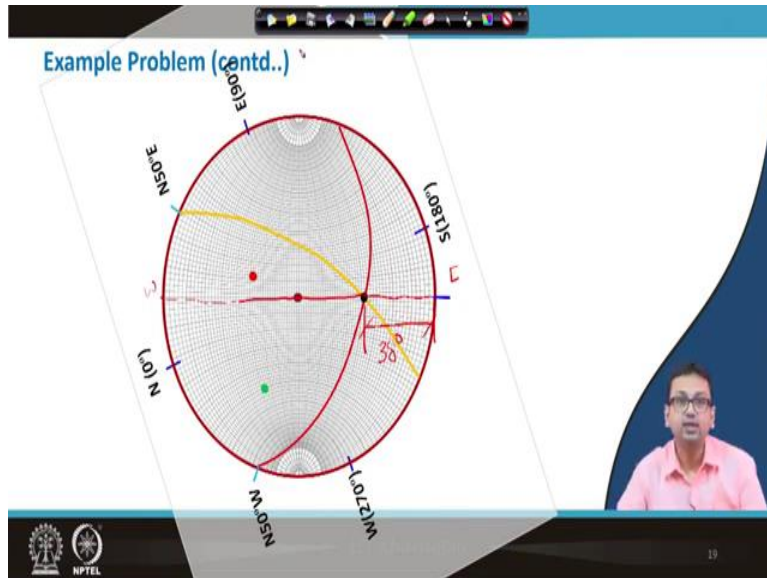 Example Problem (contd..)
E(90°)
N50°E
S(180°)
E
38°
N (0°)
N50°W
W(270°)
NPTEL
19